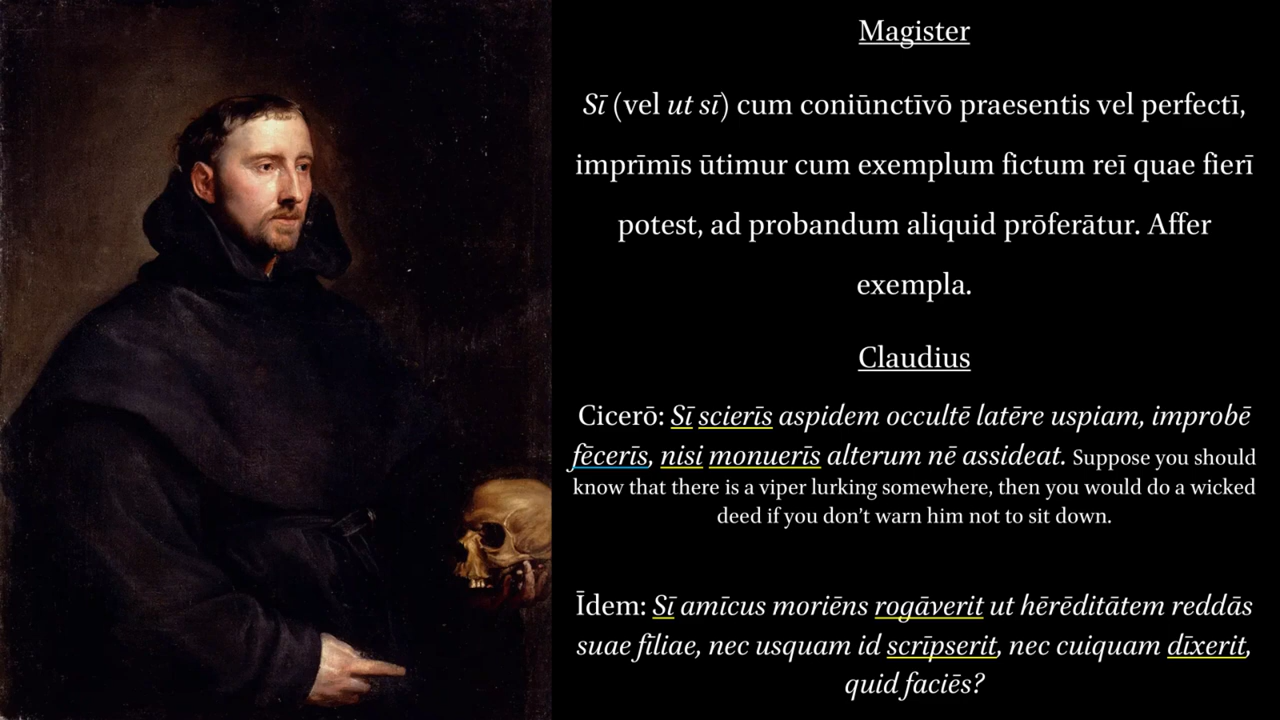 Magister
Sī (vel ut sī) cum coniūnctīvō praesentis vel perfectī,
imprīmīs ūtimur cum exemplum fictum reī quae fierī
potest, ad probandum aliquid prōferātur. Affer
exempla.
Claudius
Cicerō: Sī scierīs aspidem occultē latēre uspiam, improbē
fēcerīs, nisi monuerīs alterum nē assideat. Suppose you should
know that there is a viper lurking somewhere, then you would do a wicked
deed if you don’t warn him not to sit down.
Īdem: Sī amīcus moriēns rogāverit ut hērēditātem reddās
suae fīliae, nec usquam id scrīpserit, nec cuiquam dīxerit,
quid faciēs?